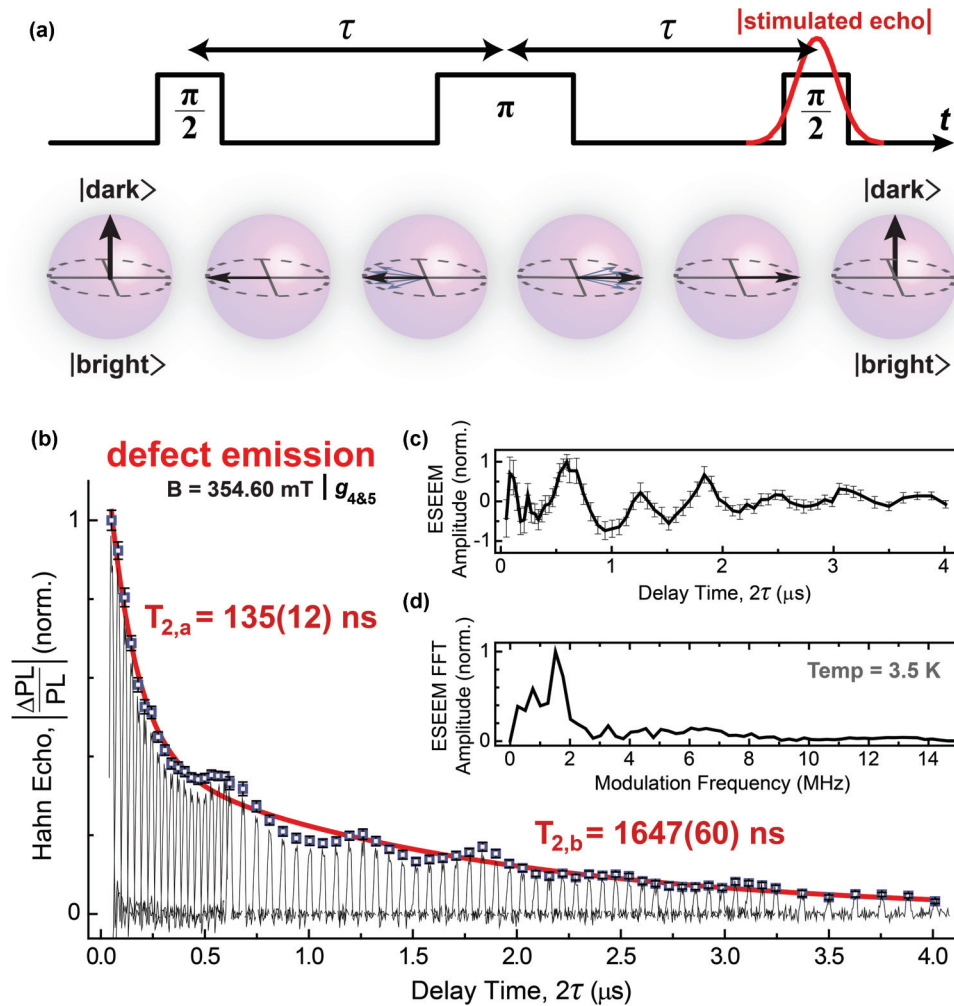 (a)
τ
τ
|stimulated echo|
π/2
π
π/2
t
|dark>
|dark>
|bright>
|bright>
(b)
defect emission
B = 354.60 mT | g4&5
T2,a = 135(12) ns
T2,b = 1647(60) ns
Hahn Echo, |ΔPL/PL| (norm.)
1
0
0.0 0.5 1.0 1.5 2.0 2.5 3.0 3.5 4.0
Delay Time, 2τ (μs)
(c)
ESEEM
Amplitude (norm.)
1
0
-1
0 1 2 3 4
Delay Time, 2τ (μs)
(d)
ESEEM FFT
Amplitude (norm.)
1
0
Temp = 3.5 K
0 2 4 6 8 10 12 14
Modulation Frequency (MHz)